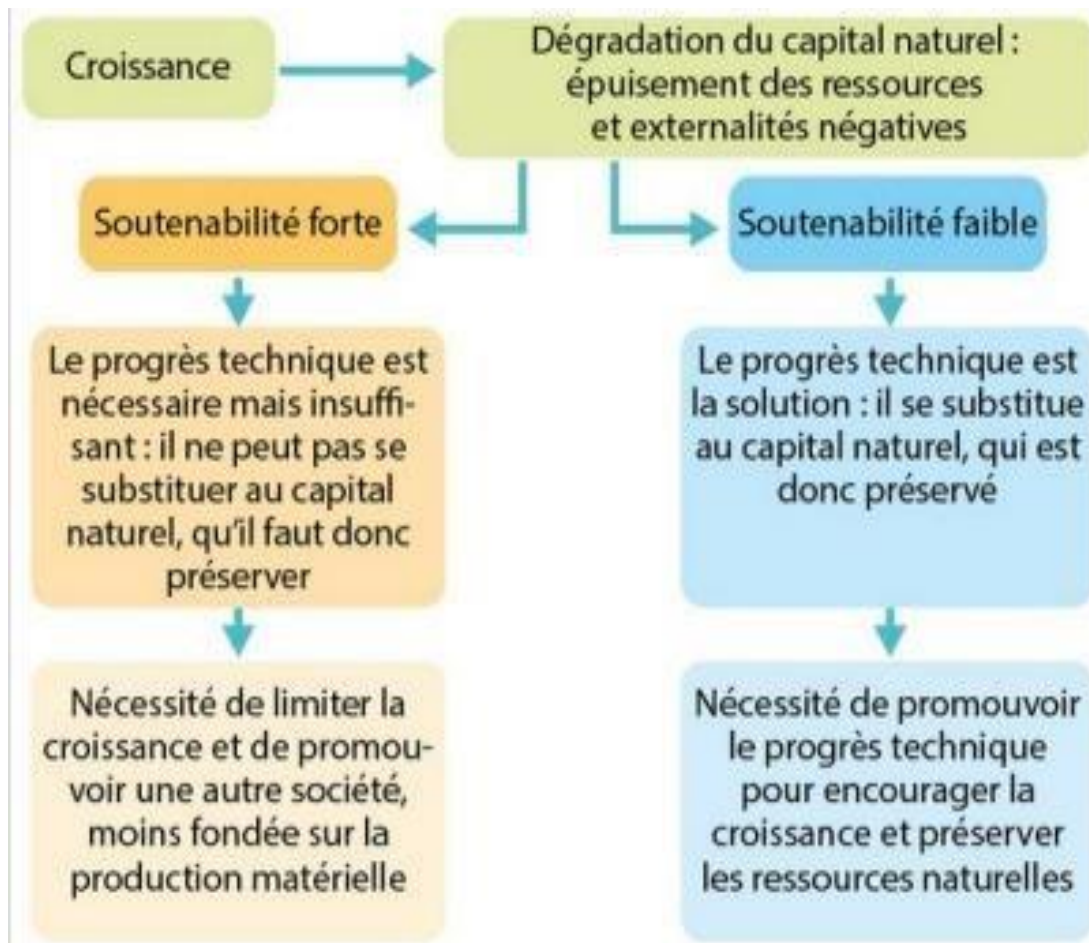 Croissance
Dégradation du capital naturel :
épuisement des ressources
et externalités négatives
Soutenabilité forte
Le progrès technique est
nécessaire mais insuffi-
sant : il ne peut pas se
substituer au capital
naturel, qu'il faut donc
préserver
Nécessité de limiter la
croissance et de promou-
voir une autre société,
moins fondée sur la
production matérielle
Soutenabilité faible
Le progrès technique est
la solution : il se substitue
au capital naturel, qui est
donc préservé
Nécessité de promouvoir
le progrès technique
pour encourager la
croissance et préserver
les ressources naturelles